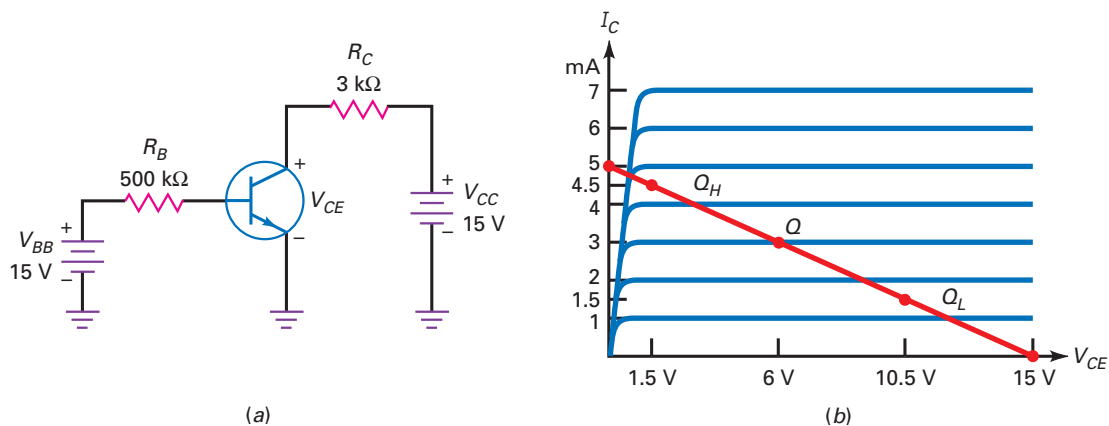 R_C
3 kΩ
R_B
500 kΩ
+
V_CE
−
+
V_CC
15 V
−
+
V_BB
15 V
−
(a)
I_C
mA
7
6
5
4.5
4
3
2
1.5
1
Q_H
Q
Q_L
V_CE
1.5 V
6 V
10.5 V
15 V
(b)